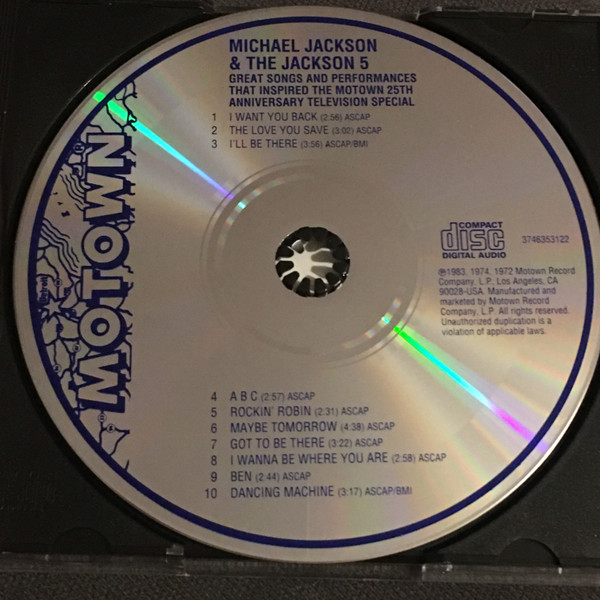 MICHAEL JACKSON
& THE JACKSON 5
GREAT SONGS AND PERFORMANCES
THAT INSPIRED THE MOTOWN 25TH
ANNIVERSARY TELEVISION SPECIAL
1 I WANT YOU BACK (2:56) ASCAP
2 THE LOVE YOU SAVE (3:02) ASCAP
3 I'LL BE THERE (3:56) ASCAP/BMI
MOTOWN
®
Detroit
COMPACT
disc
DIGITAL AUDIO
3746353122
℗1983, 1974, 1972 Motown Record
Company, L.P., Los Angeles, CA
90028-USA. Manufactured and
marketed by Motown Record
Company, L.P. All rights reserved.
Unauthorized duplication is a
violation of applicable laws.
4 A B C (2:57) ASCAP
5 ROCKIN' ROBIN (2:31) ASCAP
6 MAYBE TOMORROW (4:38) ASCAP
7 GOT TO BE THERE (3:22) ASCAP
8 I WANNA BE WHERE YOU ARE (2:58) ASCAP
9 BEN (2:44) ASCAP
10 DANCING MACHINE (3:17) ASCAP/BMI